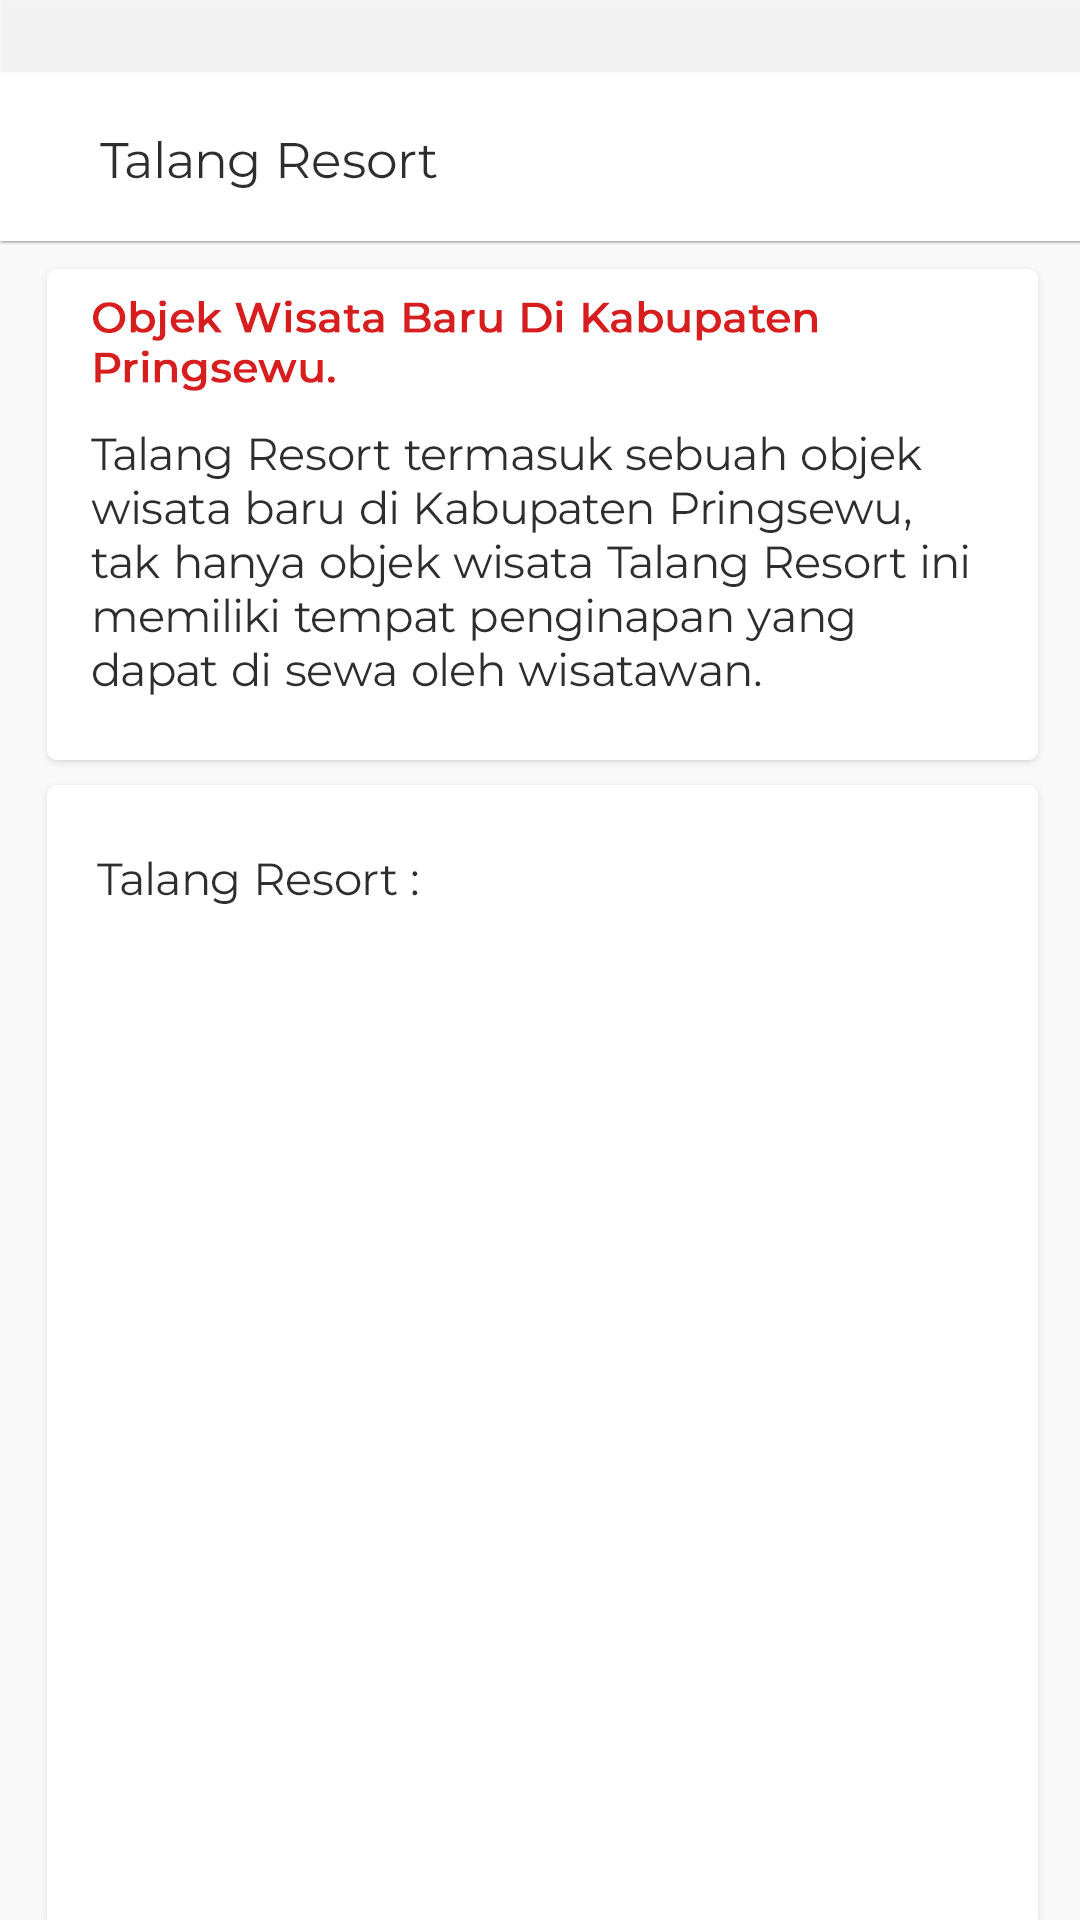 Talang Resort
Objek Wisata Baru Di Kabupaten
Pringsewu.
Talang Resort termasuk sebuah objek
wisata baru di Kabupaten Pringsewu,
tak hanya objek wisata Talang Resort ini
memiliki tempat penginapan yang
dapat di sewa oleh wisatawan.
Talang Resort :